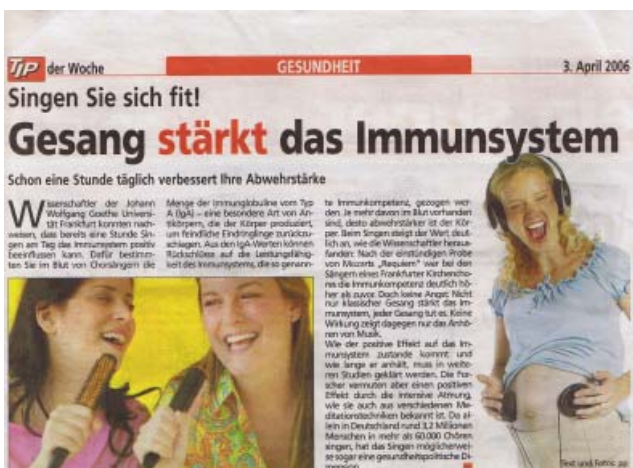 TIP der Woche
GESUNDHEIT
3. April 2006
Singen Sie sich fit!
Gesang stärkt das Immunsystem
Schon eine Stunde täglich verbessert Ihre Abwehrstärke
Wissenschaftler der Johann
Wolfgang Goethe Universi-
tät Frankfurt konnten nach-
weisen, dass bereits eine Stunde Sin-
gen am Tag das Immunsystem positiv
beeinflussen kann. Dafür bestimm-
ten Sie im Blut von Chorsängern die
Menge der Immunglobuline vom Typ
A (IgA) – eine besondere Art von An-
tikörpern, die der Körper produziert,
um feindliche Eindringlinge zurückzu-
schlagen. Aus den IgA-Werten können
Rückschlüsse auf die Leistungsfähig-
keit des Immunsystems, die so genann-
te Immunkompetenz, gezogen wer-
den. Je mehr davon im Blut vorhanden
sind, desto abwehrstärker ist der Kör-
per. Beim Singen steigt der Wert deut-
lich an, wie die Wissenschaftler heraus-
fanden: Nach der einstündigen Probe
von Mozarts „Requiem" war bei den
Sängern eines Frankfurter Kirchencho-
res die Immunkompetenz deutlich hö-
her als zuvor. Doch keine Angst: Nicht
nur klassischer Gesang stärkt das Im-
munsystem, jeder Gesang tut es. Keine
Wirkung zeigt dagegen nur das Anhö-
ren von Musik.
Wie der positive Effekt auf das Im-
munsystem zustande kommt und
wie lange er anhält, muss in weite-
ren Studien geklärt werden. Die For-
scher vermuten aber einen positiven
Effekt durch die intensive Atmung,
wie sie auch aus verschiedenen Me-
ditationstechniken bekannt ist. Da al-
lein in Deutschland rund 3,2 Millionen
Menschen in mehr als 60.000 Chören
singen, hat das Singen möglicherwei-
se sogar eine gesundheitspolitische Di-
mension.
Text und Fotos: